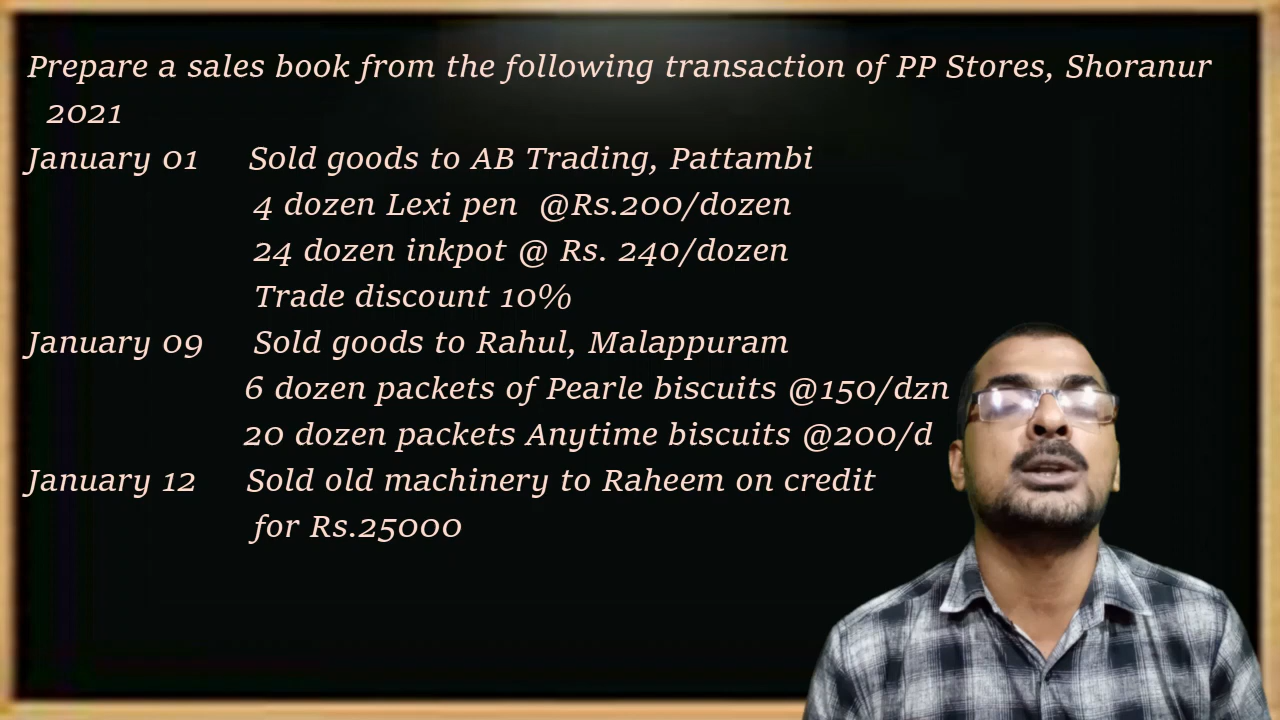 Prepare a sales book from the following transaction of PP Stores, Shoranur
2021
January 01 Sold goods to AB Trading, Pattambi
4 dozen Lexi pen @Rs.200/dozen
24 dozen inkpot @ Rs. 240/dozen
Trade discount 10%
January 09 Sold goods to Rahul, Malappuram
6 dozen packets of Pearle biscuits @150/dzn
20 dozen packets Anytime biscuits @200/d
January 12 Sold old machinery to Raheem on credit
for Rs.25000